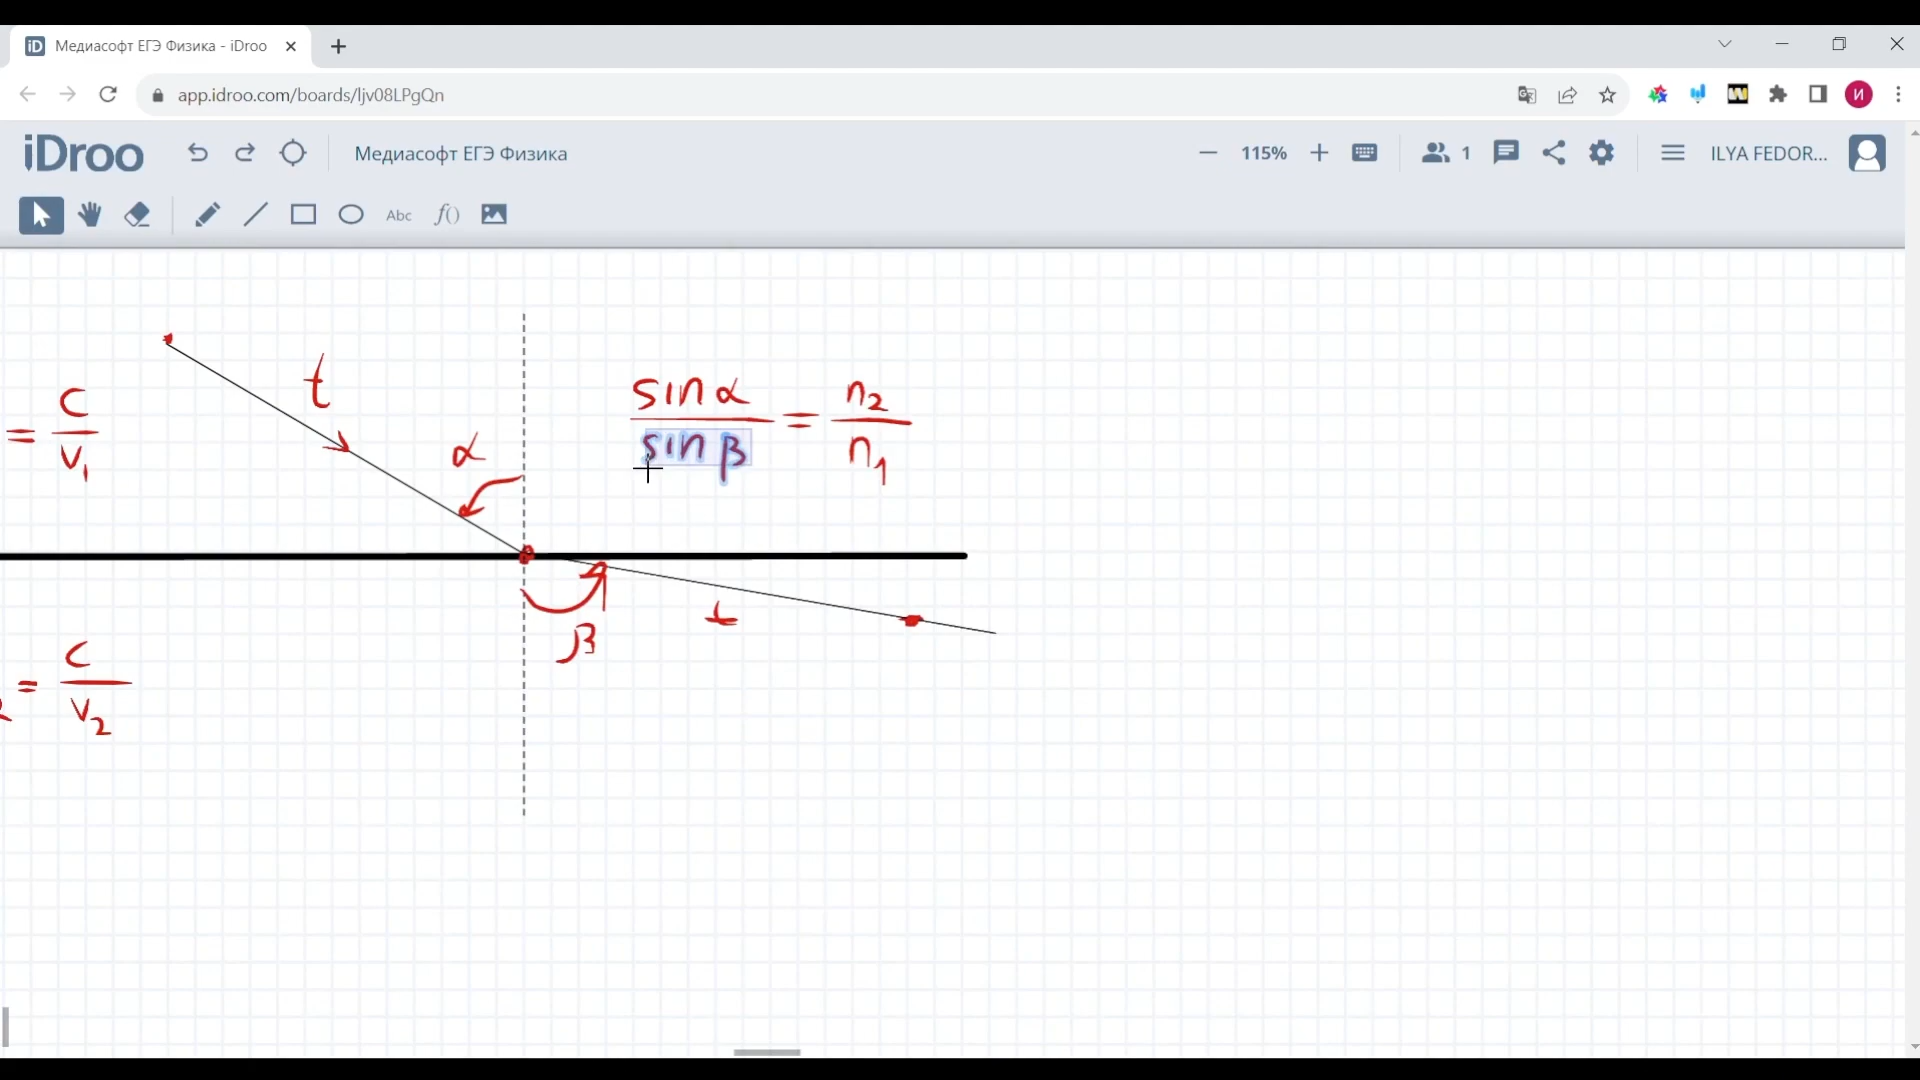 Медиасофт ЕГЭ Физика - iDroo
app.idroo.com/boards/ljv08LPgQn
И
iDroo
Медиасофт ЕГЭ Физика
115%
1
ILYA FEDOR...
Abc
f()
t
= c/v₁
α
sin α / sin β = n₂/n₁
t
β
= c/v₂